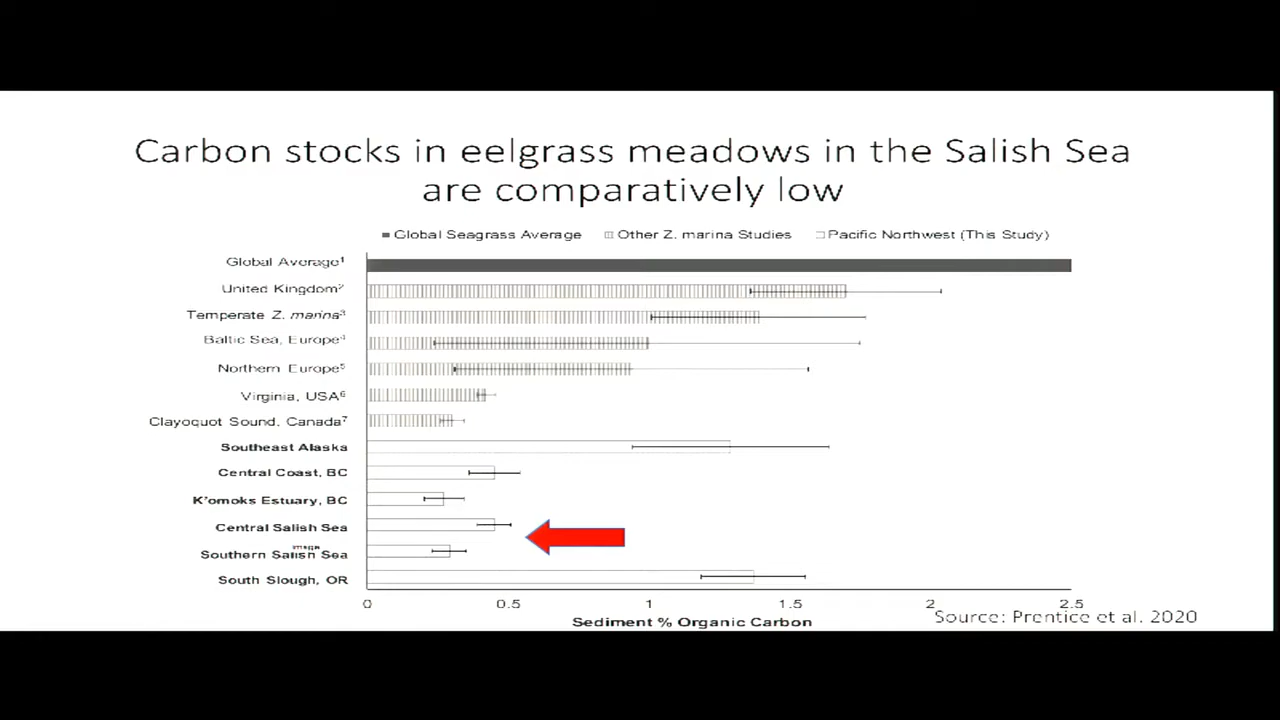 Carbon stocks in eelgrass meadows in the Salish Sea
are comparatively low
Global Seagrass Average Other Z. marina Studies Pacific Northwest (This Study)
Global Average¹
United Kingdom²
Temperate Z. marina³
Baltic Sea, Europe⁴
Northern Europe⁵
Virginia, USA⁶
Clayoquot Sound, Canada⁷
Southeast Alaska
Central Coast, BC
K'omoks Estuary, BC
Central Salish Sea
image
Southern Salish Sea
South Slough, OR
0 0.5 1 1.5 2 2.5
Sediment % Organic Carbon
Source: Prentice et al. 2020